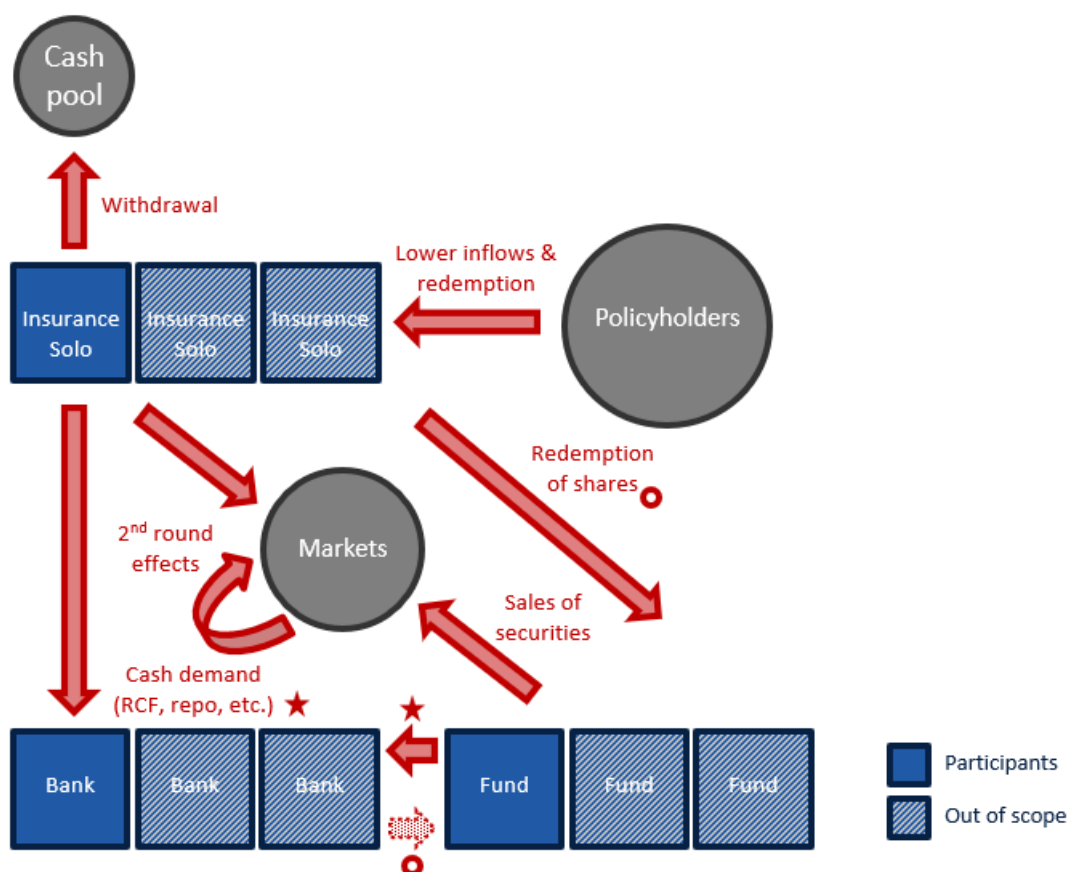 Cash
pool
Withdrawal
Lower inflows &
redemption
Policyholders
Insurance
Solo
Insurance
Solo
Insurance
Solo
Redemption
of shares
2nd round
effects
Markets
Sales of
securities
Cash demand
(RCF, repo, etc.)
Bank
Bank
Bank
Fund
Fund
Fund
Participants
Out of scope